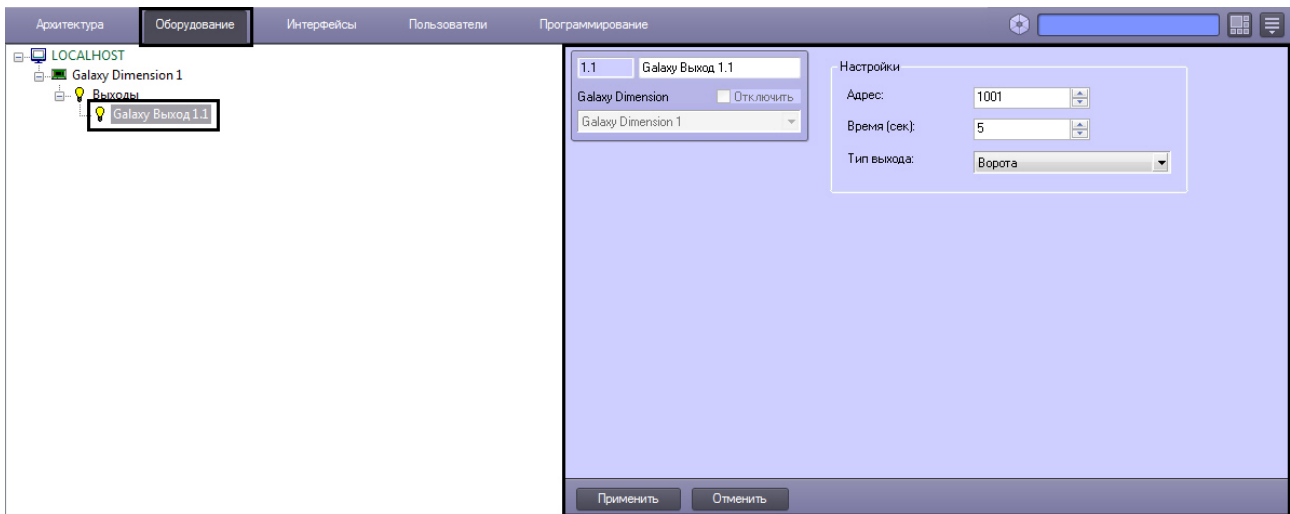 Архитектура Оборудование Интерфейсы Пользователи Программирование
LOCALHOST
Galaxy Dimension 1
Выходы
Galaxy Выход 1.1
1.1 Galaxy Выход 1.1
Galaxy Dimension Отключить
Galaxy Dimension 1
Настройки
Адрес: 1001
Время (сек): 5
Тип выхода: Ворота
Применить Отменить